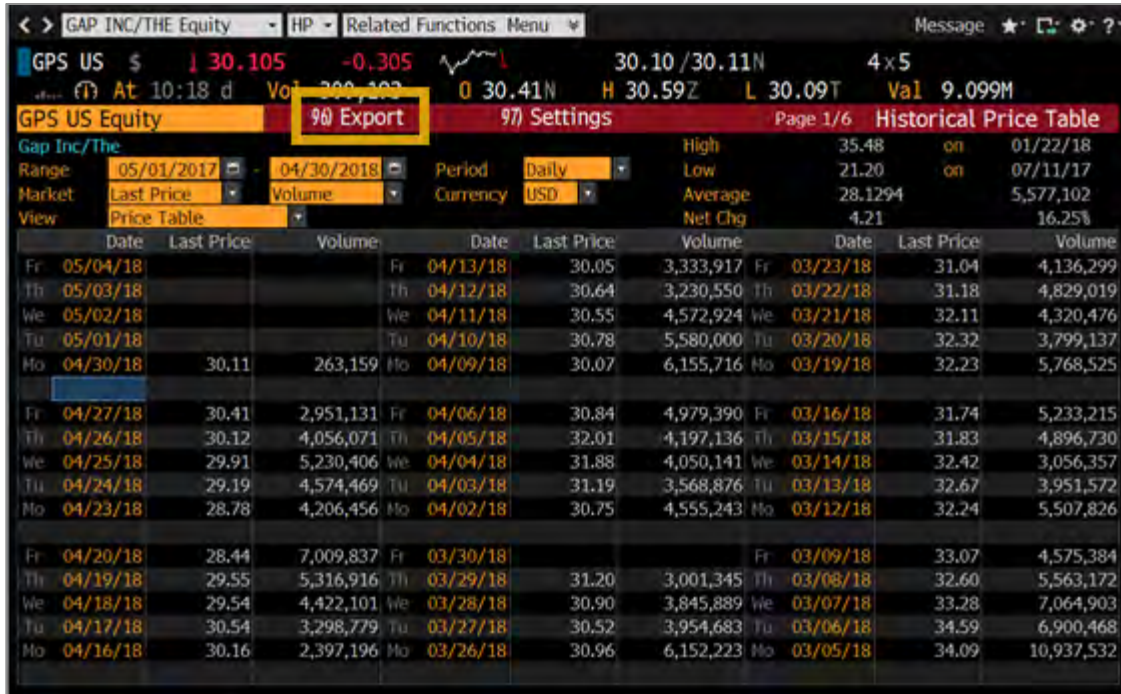 < > GAP INC/THE Equity HP Related Functions Menu Message ?
GPS US $ ↓ 30.105 -0.305 30.10/30.11N 4×5
At 10:18 d Vol O 30.41N H 30.59Z L 30.09T Val 9.099M
GPS US Equity 96) Export 97) Settings Page 1/6 Historical Price Table
Gap Inc/The High 35.48 on 01/22/18
Range 05/01/2017 - 04/30/2018 Period Daily Low 21.20 on 07/11/17
Market Last Price Volume Currency USD Average 28.1294 5,577,102
View Price Table Net Chg 4.21 16.25%
Date Last Price Volume Date Last Price Volume Date Last Price Volume
Fr 05/04/18 Fr 04/13/18 30.05 3,333,917 Fr 03/23/18 31.04 4,136,299
Th 05/03/18 Th 04/12/18 30.64 3,230,550 Th 03/22/18 31.18 4,829,019
We 05/02/18 We 04/11/18 30.55 4,572,924 We 03/21/18 32.11 4,320,476
Tu 05/01/18 Tu 04/10/18 30.78 5,580,000 Tu 03/20/18 32.32 3,799,137
Mo 04/30/18 30.11 263,159 Mo 04/09/18 30.07 6,155,716 Mo 03/19/18 32.23 5,768,525
Fr 04/27/18 30.41 2,951,131 Fr 04/06/18 30.84 4,979,390 Fr 03/16/18 31.74 5,233,215
Th 04/26/18 30.12 4,056,071 Th 04/05/18 32.01 4,197,136 Th 03/15/18 31.83 4,896,730
We 04/25/18 29.91 5,230,406 We 04/04/18 31.88 4,050,141 We 03/14/18 32.42 3,056,357
Tu 04/24/18 29.19 4,574,469 Tu 04/03/18 31.19 3,568,876 Tu 03/13/18 32.67 3,951,572
Mo 04/23/18 28.78 4,206,456 Mo 04/02/18 30.75 4,555,243 Mo 03/12/18 32.24 5,507,826
Fr 04/20/18 28.44 7,009,837 Fr 03/30/18 Fr 03/09/18 33.07 4,575,384
Th 04/19/18 29.55 5,316,916 Th 03/29/18 31.20 3,001,345 Th 03/08/18 32.60 5,563,172
We 04/18/18 29.54 4,422,101 We 03/28/18 30.90 3,845,889 We 03/07/18 33.28 7,064,903
Tu 04/17/18 30.54 3,298,779 Tu 03/27/18 30.52 3,954,683 Tu 03/06/18 34.59 6,900,468
Mo 04/16/18 30.16 2,397,196 Mo 03/26/18 30.96 6,152,223 Mo 03/05/18 34.09 10,937,532